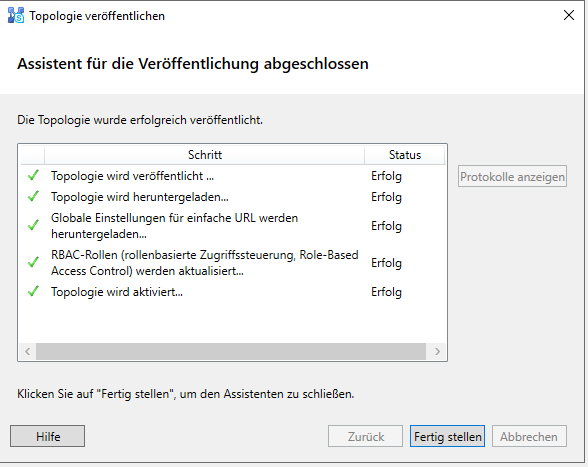 Topologie veröffentlichen
Assistent für die Veröffentlichung abgeschlossen
Die Topologie wurde erfolgreich veröffentlicht.
Schritt Status
Topologie wird veröffentlicht ... Erfolg
Topologie wird heruntergeladen... Erfolg
Globale Einstellungen für einfache URL werden
heruntergeladen... Erfolg
RBAC-Rollen (rollenbasierte Zugriffssteuerung, Role-Based
Access Control) werden aktualisiert... Erfolg
Topologie wird aktiviert... Erfolg
Protokolle anzeigen
Klicken Sie auf "Fertig stellen", um den Assistenten zu schließen.
Hilfe Zurück Fertig stellen Abbrechen